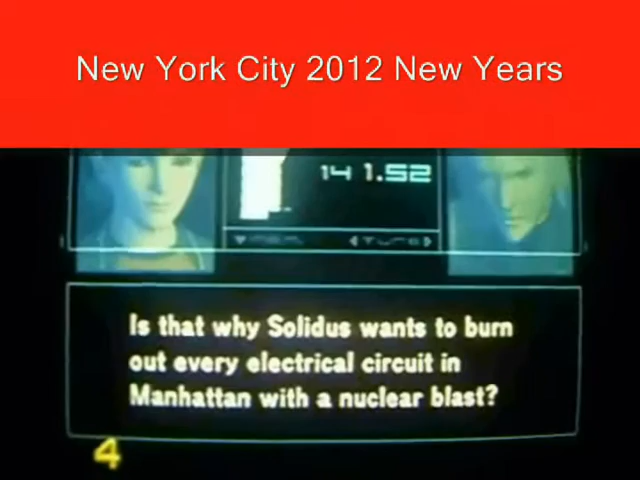 New York City 2012 New Years
141.52
Is that why Solidus wants to burn
out every electrical circuit in
Manhattan with a nuclear blast?
4